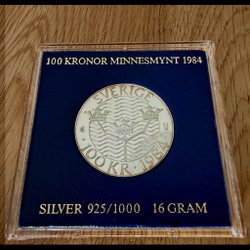 100 KRONOR MINNESMYNT 1984
SVERIGE
100 KR 1984
SILVER 925/1000 16 GRAM